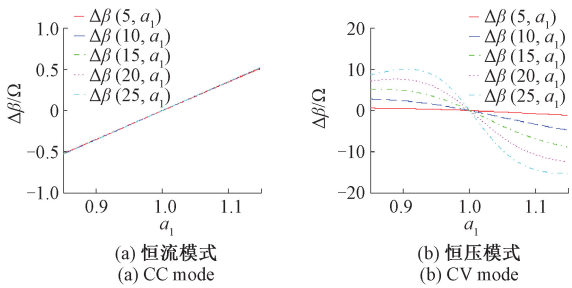 Δβ (5, a₁)
Δβ (10, a₁)
Δβ (15, a₁)
Δβ (20, a₁)
Δβ (25, a₁)
1.0
0.5
0
−0.5
−1.0
Δβ/Ω
0.9 1.0 1.1
a₁
(a) 恒流模式
(a) CC mode
Δβ (5, a₁)
Δβ (10, a₁)
Δβ (15, a₁)
Δβ (20, a₁)
Δβ (25, a₁)
20
10
0
−10
−20
Δβ/Ω
0.9 1.0 1.1
a₁
(b) 恒压模式
(b) CV mode